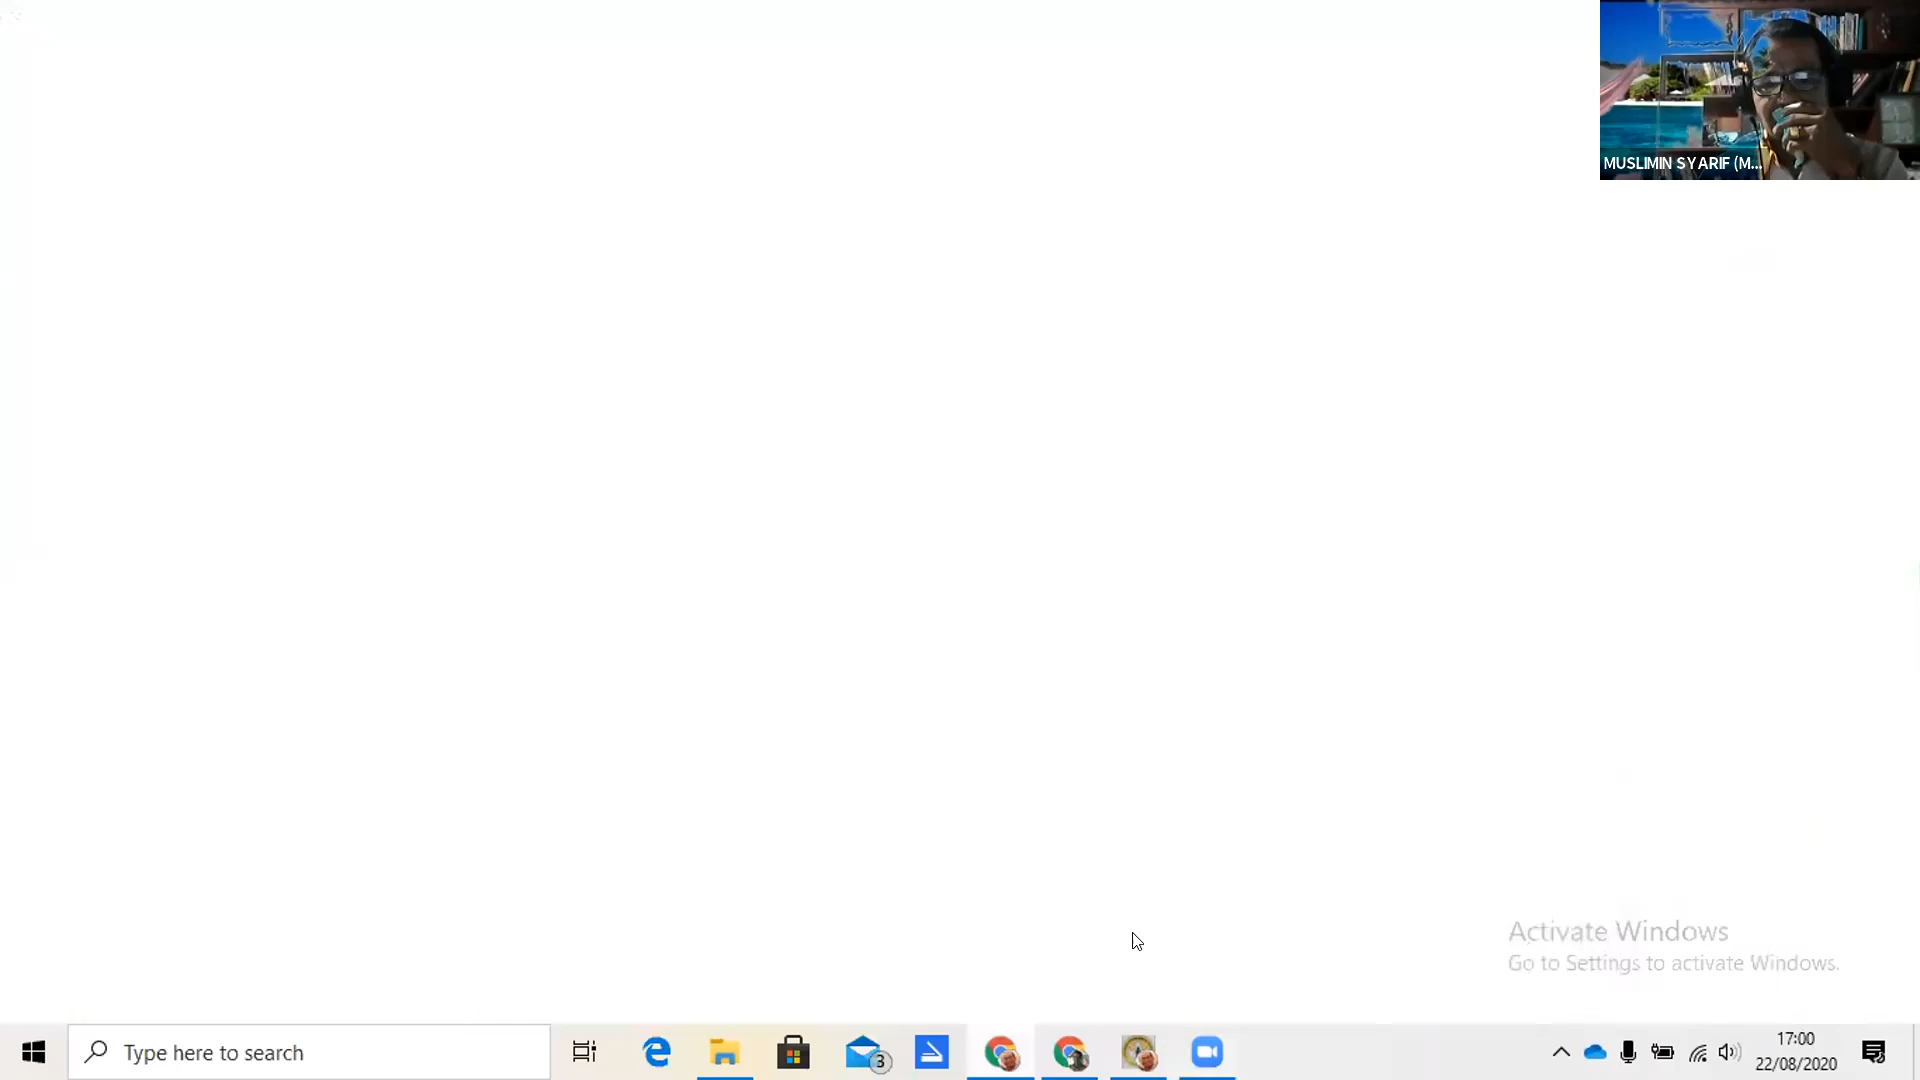 MUSLIMIN SYARIF (M...
Activate Windows
Go to Settings to activate Windows.
Type here to search
3
17:00
22/08/2020